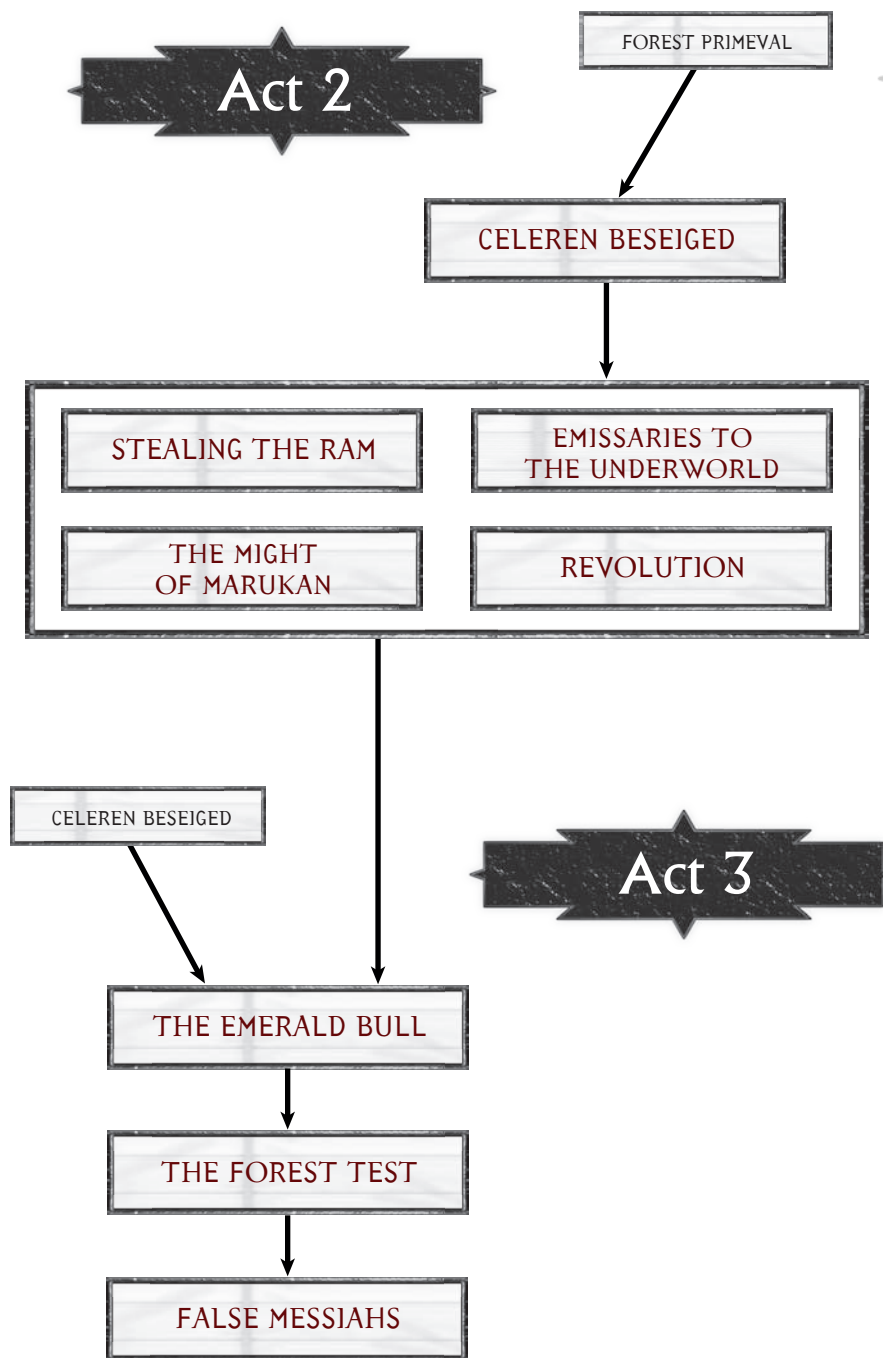 Act 2
FOREST PRIMEVAL
CELEREN BESEIGED
STEALING THE RAM
EMISSARIES TO
THE UNDERWORLD
THE MIGHT
OF MARUKAN
REVOLUTION
CELEREN BESEIGED
Act 3
THE EMERALD BULL
THE FOREST TEST
FALSE MESSIAHS